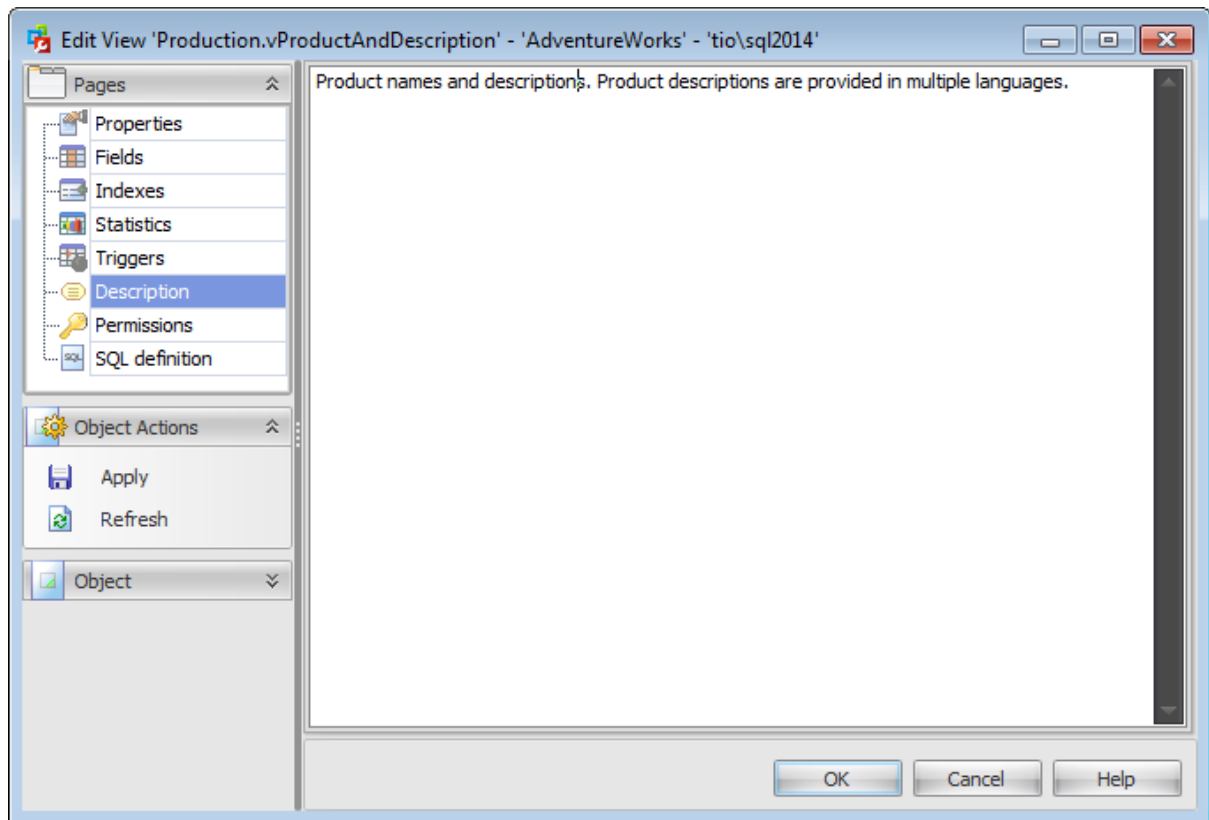 Edit View 'Production.vProductAndDescription' - 'AdventureWorks' - 'tio\sql2014'
Pages
Properties
Fields
Indexes
Statistics
Triggers
Description
Permissions
SQL
SQL definition
Object Actions
Apply
Refresh
Object
Product names and descriptions. Product descriptions are provided in multiple languages.
OK
Cancel
Help